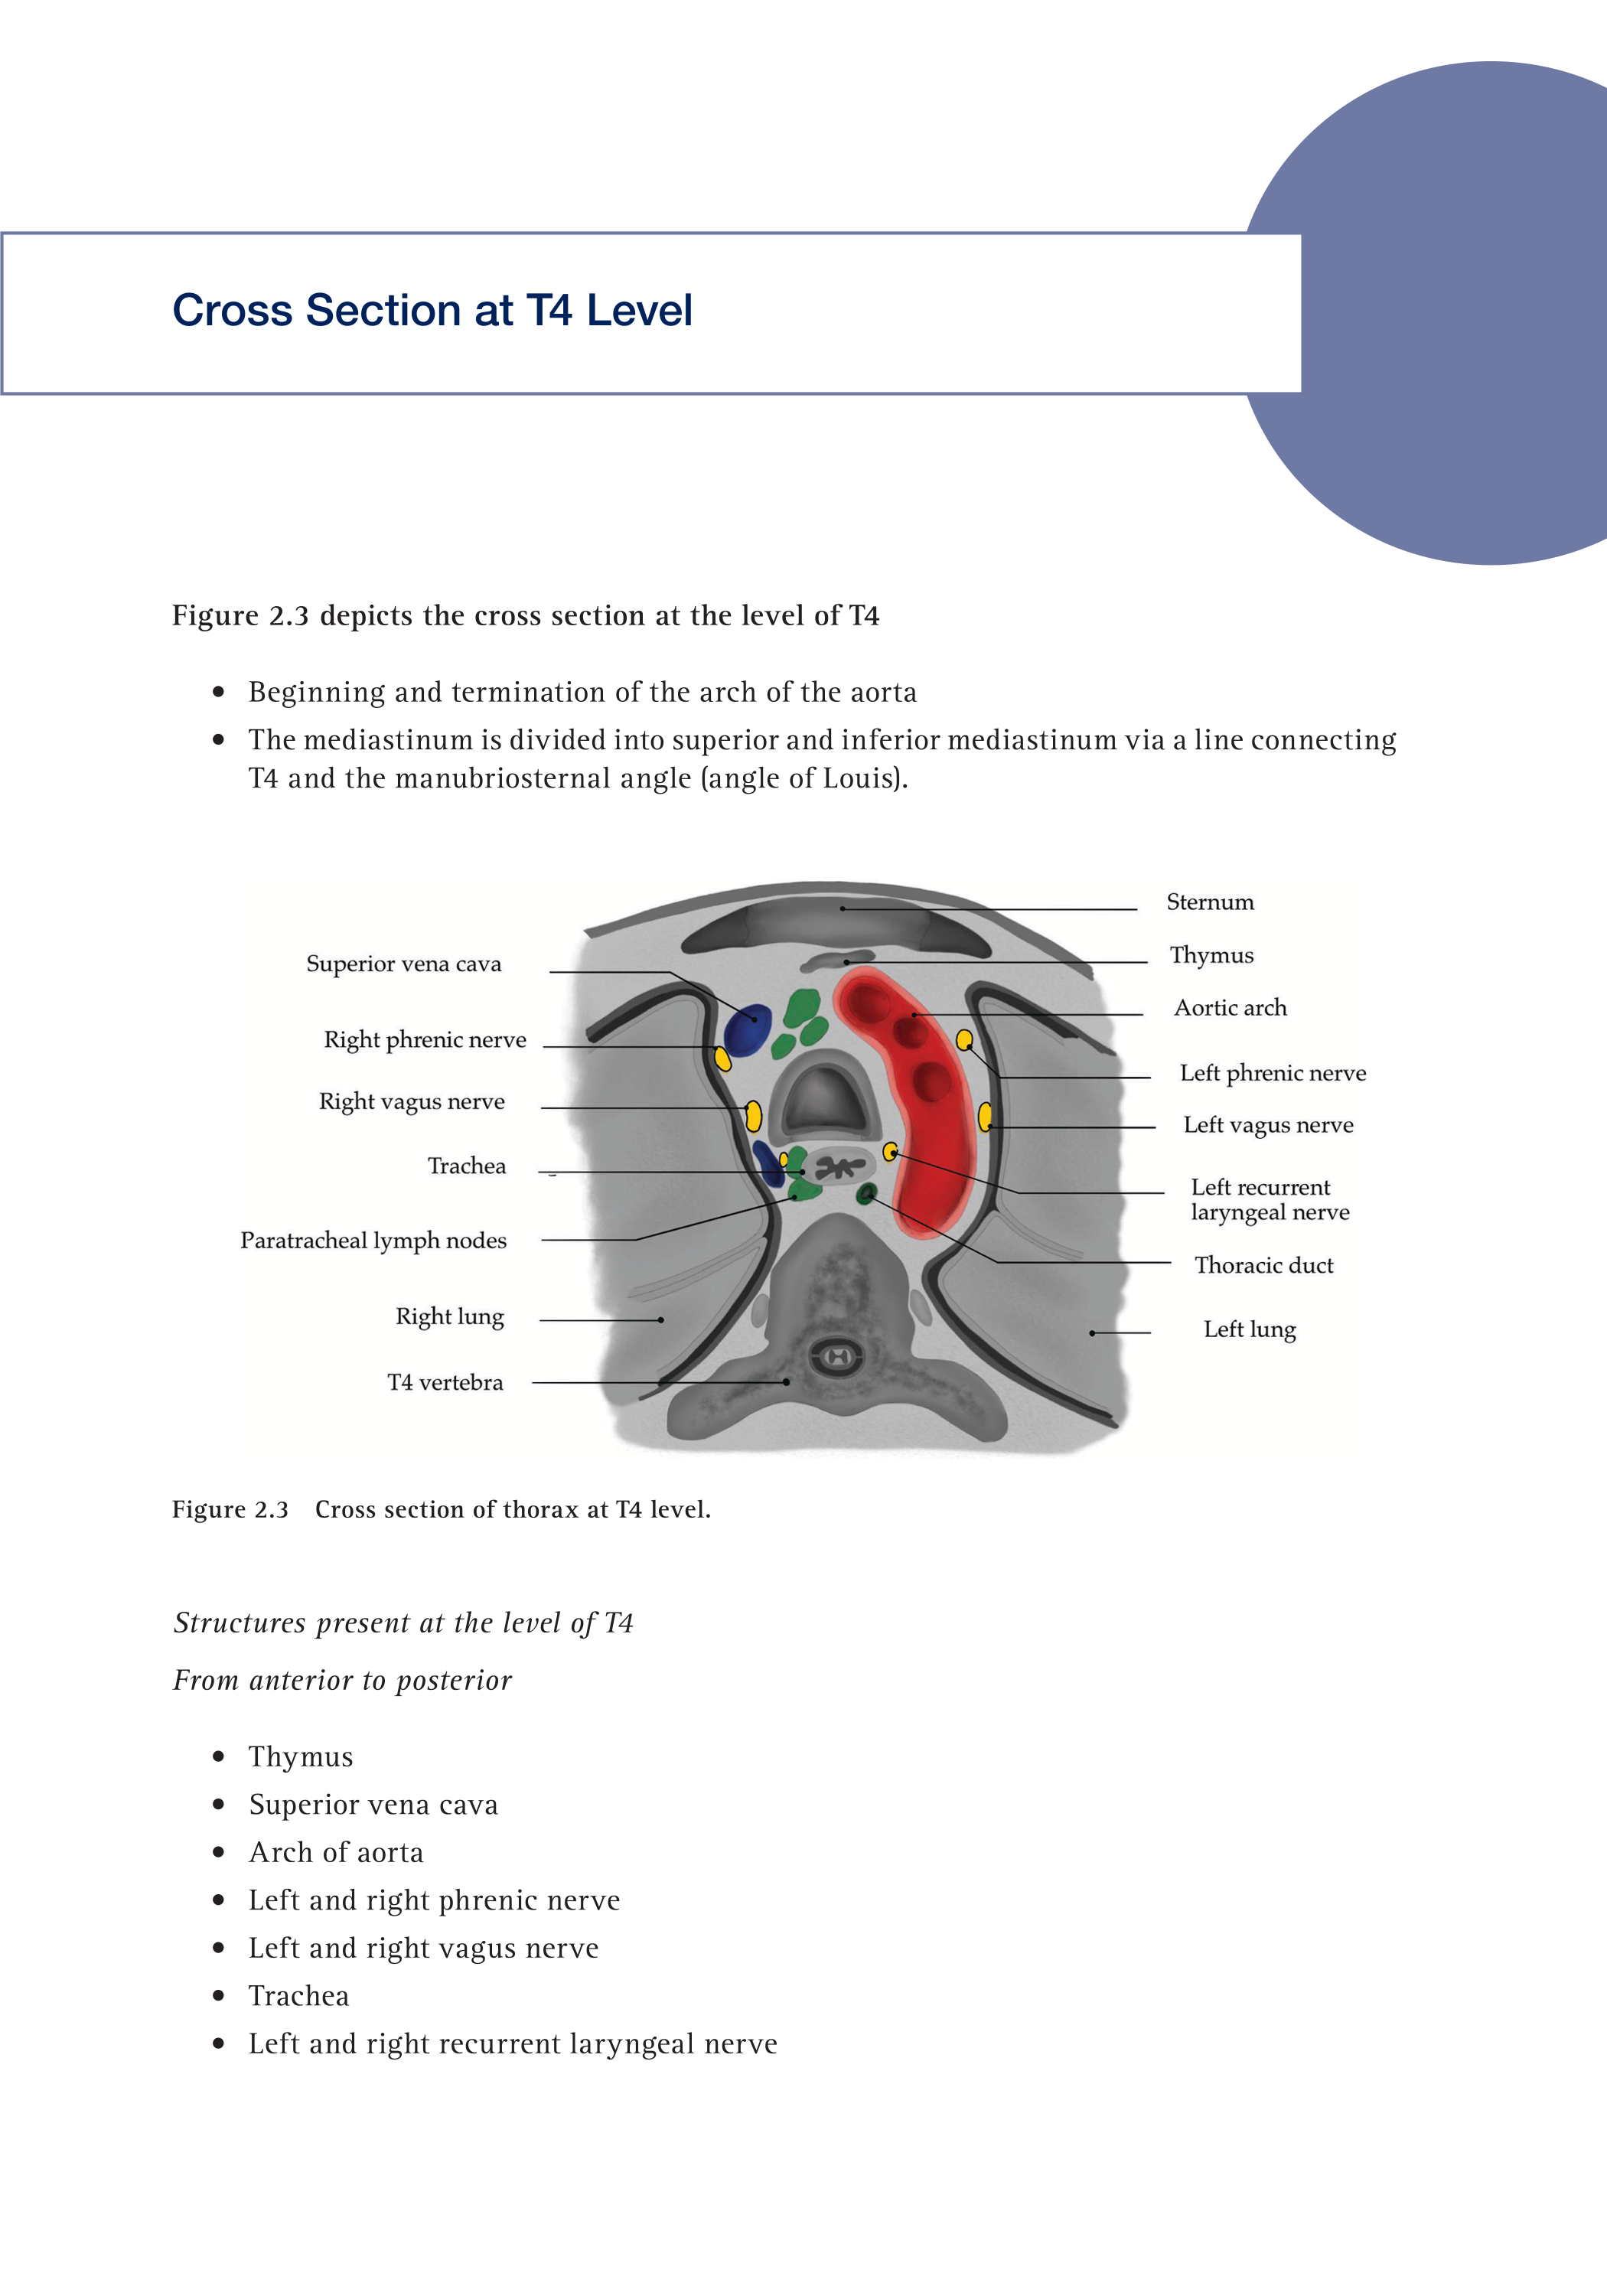 Cross Section at T4 Level
Figure 2.3 depicts the cross section at the level of T4
• Beginning and termination of the arch of the aorta
• The mediastinum is divided into superior and inferior mediastinum via a line connecting
T4 and the manubriosternal angle (angle of Louis).
Superior vena cava
Right phrenic nerve
Right vagus nerve
Trachea
Paratracheal lymph nodes
Right lung
T4 vertebra
Sternum
Thymus
Aortic arch
Left phrenic nerve
Left vagus nerve
Left recurrent
laryngeal nerve
Thoracic duct
Left lung
Figure 2.3 Cross section of thorax at T4 level.
Structures present at the level of T4
From anterior to posterior
• Thymus
• Superior vena cava
• Arch of aorta
• Left and right phrenic nerve
• Left and right vagus nerve
• Trachea
• Left and right recurrent laryngeal nerve